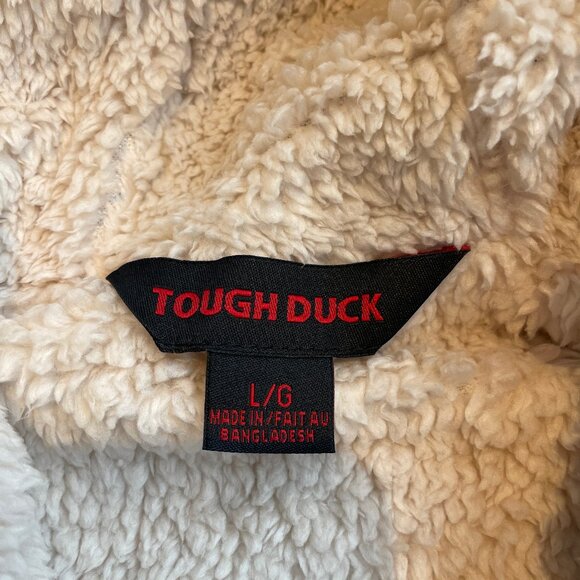 TOUGH DUCK
L/G
MADE IN/FAIT AU
BANGLADESH